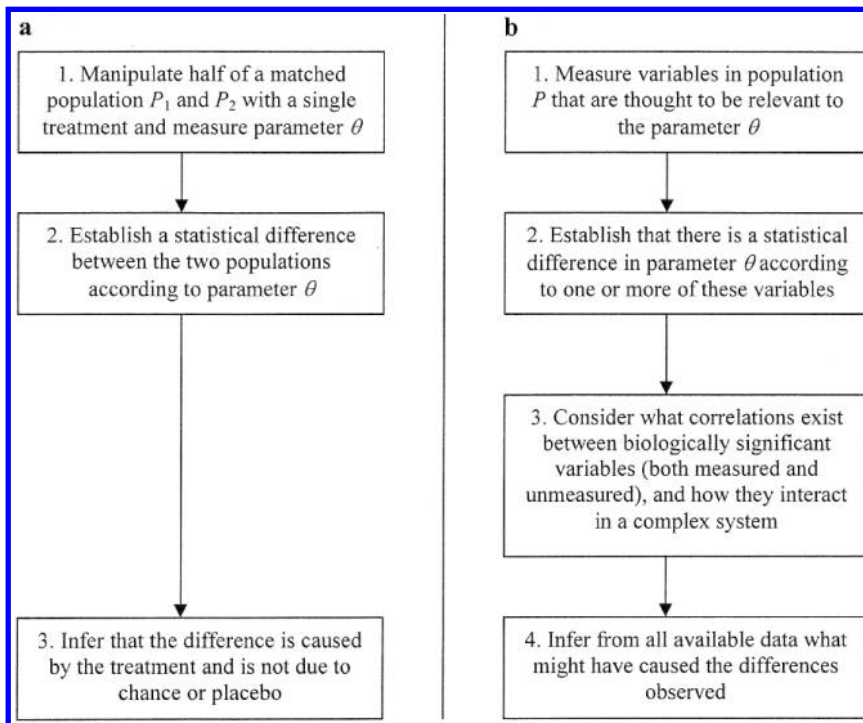 a
1. Manipulate half of a matched
population P₁ and P₂ with a single
treatment and measure parameter θ
2. Establish a statistical difference
between the two populations
according to parameter θ
3. Infer that the difference is caused
by the treatment and is not due to
chance or placebo
b
1. Measure variables in population
P that are thought to be relevant to
the parameter θ
2. Establish that there is a statistical
difference in parameter θ according
to one or more of these variables
3. Consider what correlations exist
between biologically significant
variables (both measured and
unmeasured), and how they interact
in a complex system
4. Infer from all available data what
might have caused the differences
observed